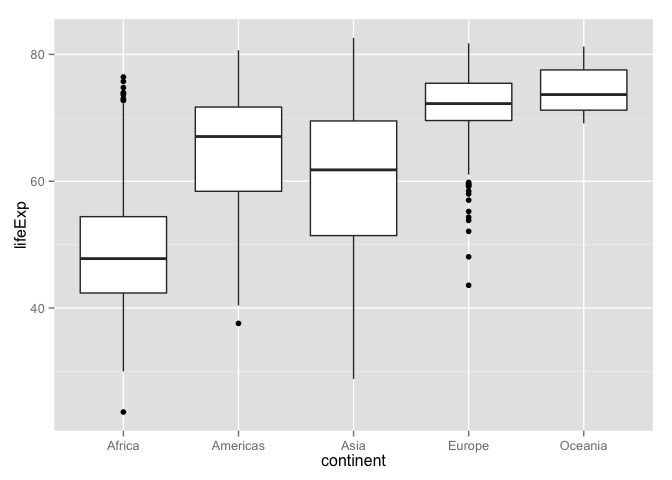 lifeExp
80
60
40
Africa Americas Asia Europe Oceania
continent